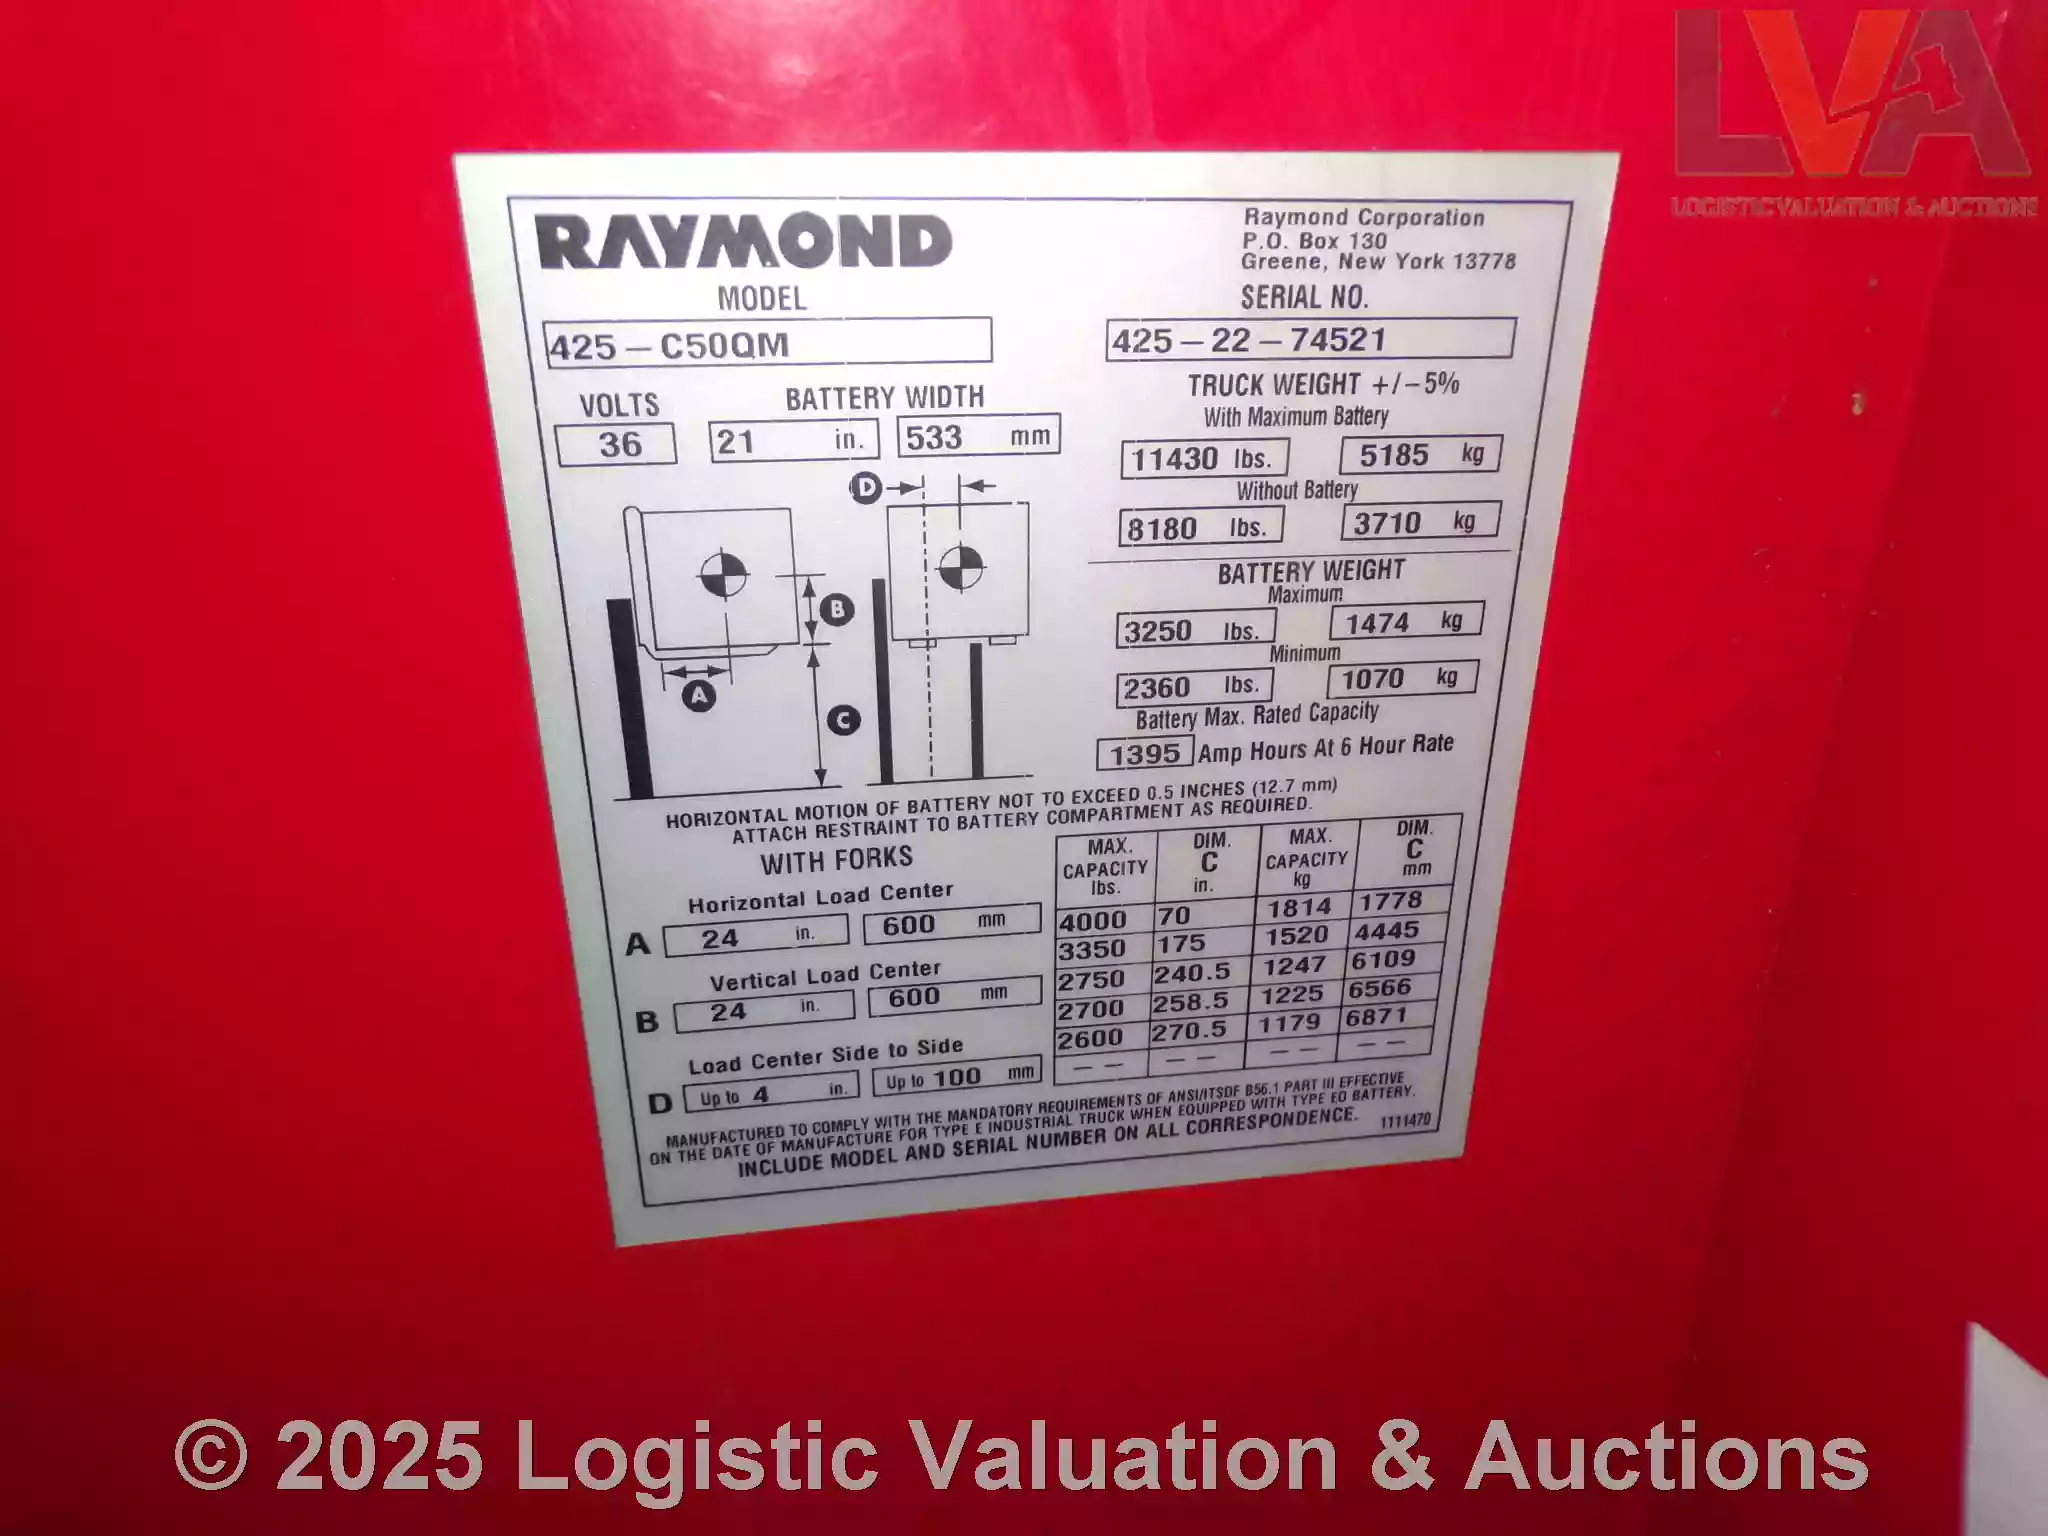 LVA
LOGISTIC VALUATION & AUCTIONS
RAYMOND
Raymond Corporation
P.O. Box 130
Greene, New York 13778
MODEL
425-C50QM
SERIAL NO.
425-22-74521
VOLTS
36
BATTERY WIDTH
21 in. 533 mm
TRUCK WEIGHT +/-5%
With Maximum Battery
11430 lbs. 5185 kg
Without Battery
8180 lbs. 3710 kg
BATTERY WEIGHT
Maximum
3250 lbs. 1474 kg
Minimum
2360 lbs. 1070 kg
Battery Max. Rated Capacity
1395 Amp Hours At 6 Hour Rate
D
B
A
C
HORIZONTAL MOTION OF BATTERY NOT TO EXCEED 0.5 INCHES (12.7 mm)
ATTACH RESTRAINT TO BATTERY COMPARTMENT AS REQUIRED.
WITH FORKS
Horizontal Load Center
A 24 in. 600 mm
Vertical Load Center
B 24 in. 600 mm
Load Center Side to Side
D Up to 4 in. Up to 100 mm
MAX. CAPACITY lbs. DIM. C in. MAX. CAPACITY kg DIM. C mm
4000 70 1814 1778
3350 175 1520 4445
2750 240.5 1247 6109
2700 258.5 1225 6566
2600 270.5 1179 6871
-- -- -- --
MANUFACTURED TO COMPLY WITH THE MANDATORY REQUIREMENTS OF ANSI/ITSDF B56.1 PART III EFFECTIVE
ON THE DATE OF MANUFACTURE FOR TYPE E INDUSTRIAL TRUCK WHEN EQUIPPED WITH TYPE EO BATTERY.
INCLUDE MODEL AND SERIAL NUMBER ON ALL CORRESPONDENCE.
1111470
© 2025 Logistic Valuation & Auctions